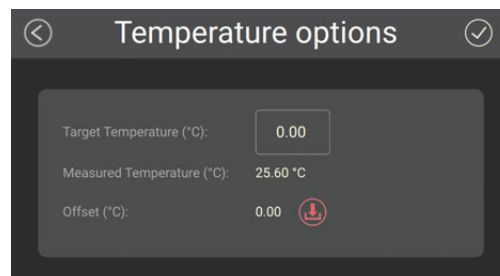 Temperature options
Target Temperature (°C): 0.00
Measured Temperature (°C): 25.60 °C
Offset (°C): 0.00